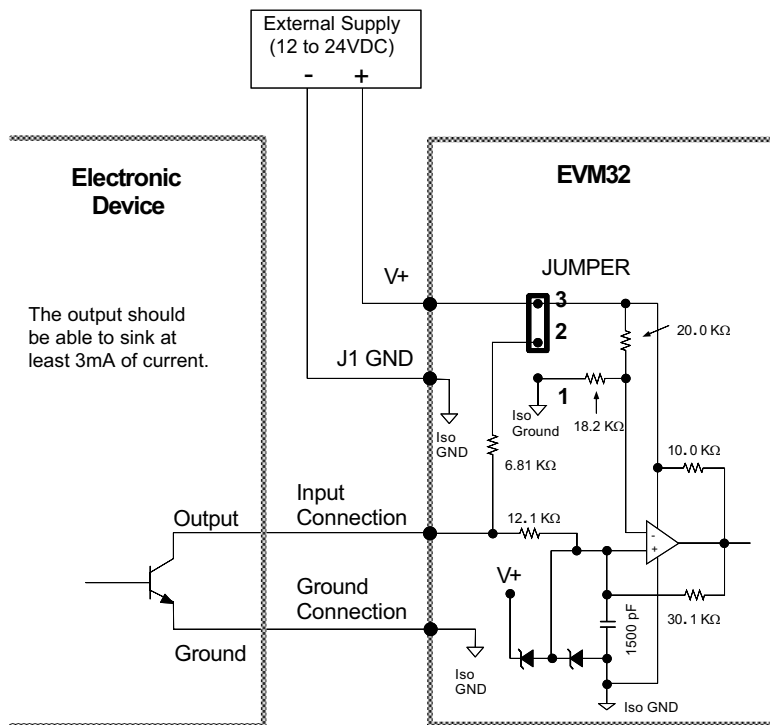 External Supply
(12 to 24VDC)
- +
Electronic
Device
EVM32
V+
JUMPER
3
2
20.0 KΩ
The output should
be able to sink at
least 3mA of current.
J1 GND
1
Iso
GND
Iso
Ground
18.2 KΩ
6.81 KΩ
10.0 KΩ
Input
Connection
Output
12.1 KΩ
-
+
V+
Ground
Connection
1500 pF
30.1 KΩ
Ground
Iso
GND
Iso GND